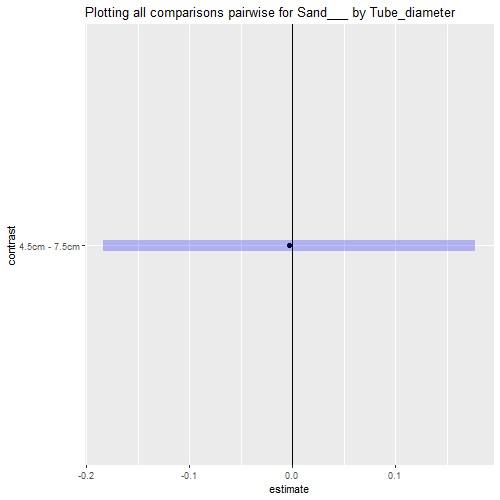 Plotting all comparisons pairwise for Sand___ by Tube_diameter
contrast
4.5cm - 7.5cm
-0.2 -0.1 0.0 0.1
estimate